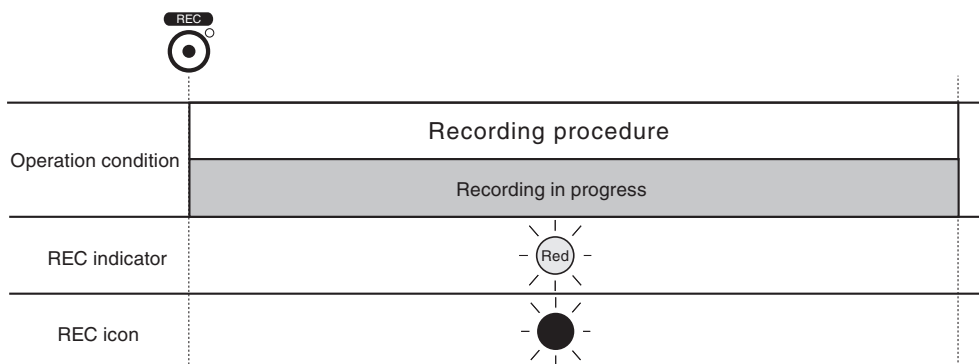 REC
Recording procedure
Operation condition
Recording in progress
REC indicator
Red
REC icon